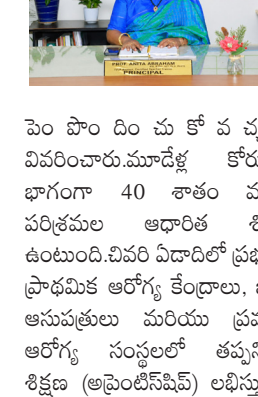 PROF. ANITA ABRAHAM
PRINCIPAL
పెం పొం దిం చు కో వ చ్చ
వివరించారు.మూడేళ్ల కోరు
భాగంగా 40 శాతం
పరిశ్రమల ఆధారిత
ఉంటుంది.చివరి ఏడాదిలో ప్రభ
ప్రాథమిక ఆరోగ్య కేంద్రాలు,
ఆసుపత్రులు మరియు ప్రమ
ఆరోగ్య సంస్థలలో తప్పని
శిక్షణ (అప్రెంటిస్‌షిప్) లభిస్తు